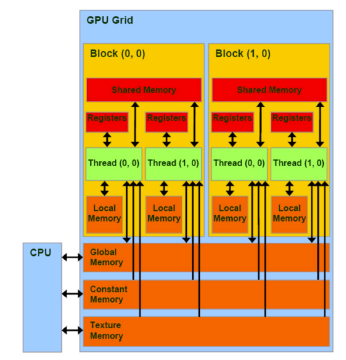 GPU Grid
Block (0, 0)
Block (1, 0)
Shared Memory
Shared Memory
Registers
Registers
Registers
Registers
Thread (0, 0)
Thread (1, 0)
Thread (0, 0)
Thread (1, 0)
Local
Memory
Local
Memory
Local
Memory
Local
Memory
CPU
Global
Memory
Constant
Memory
Texture
Memory